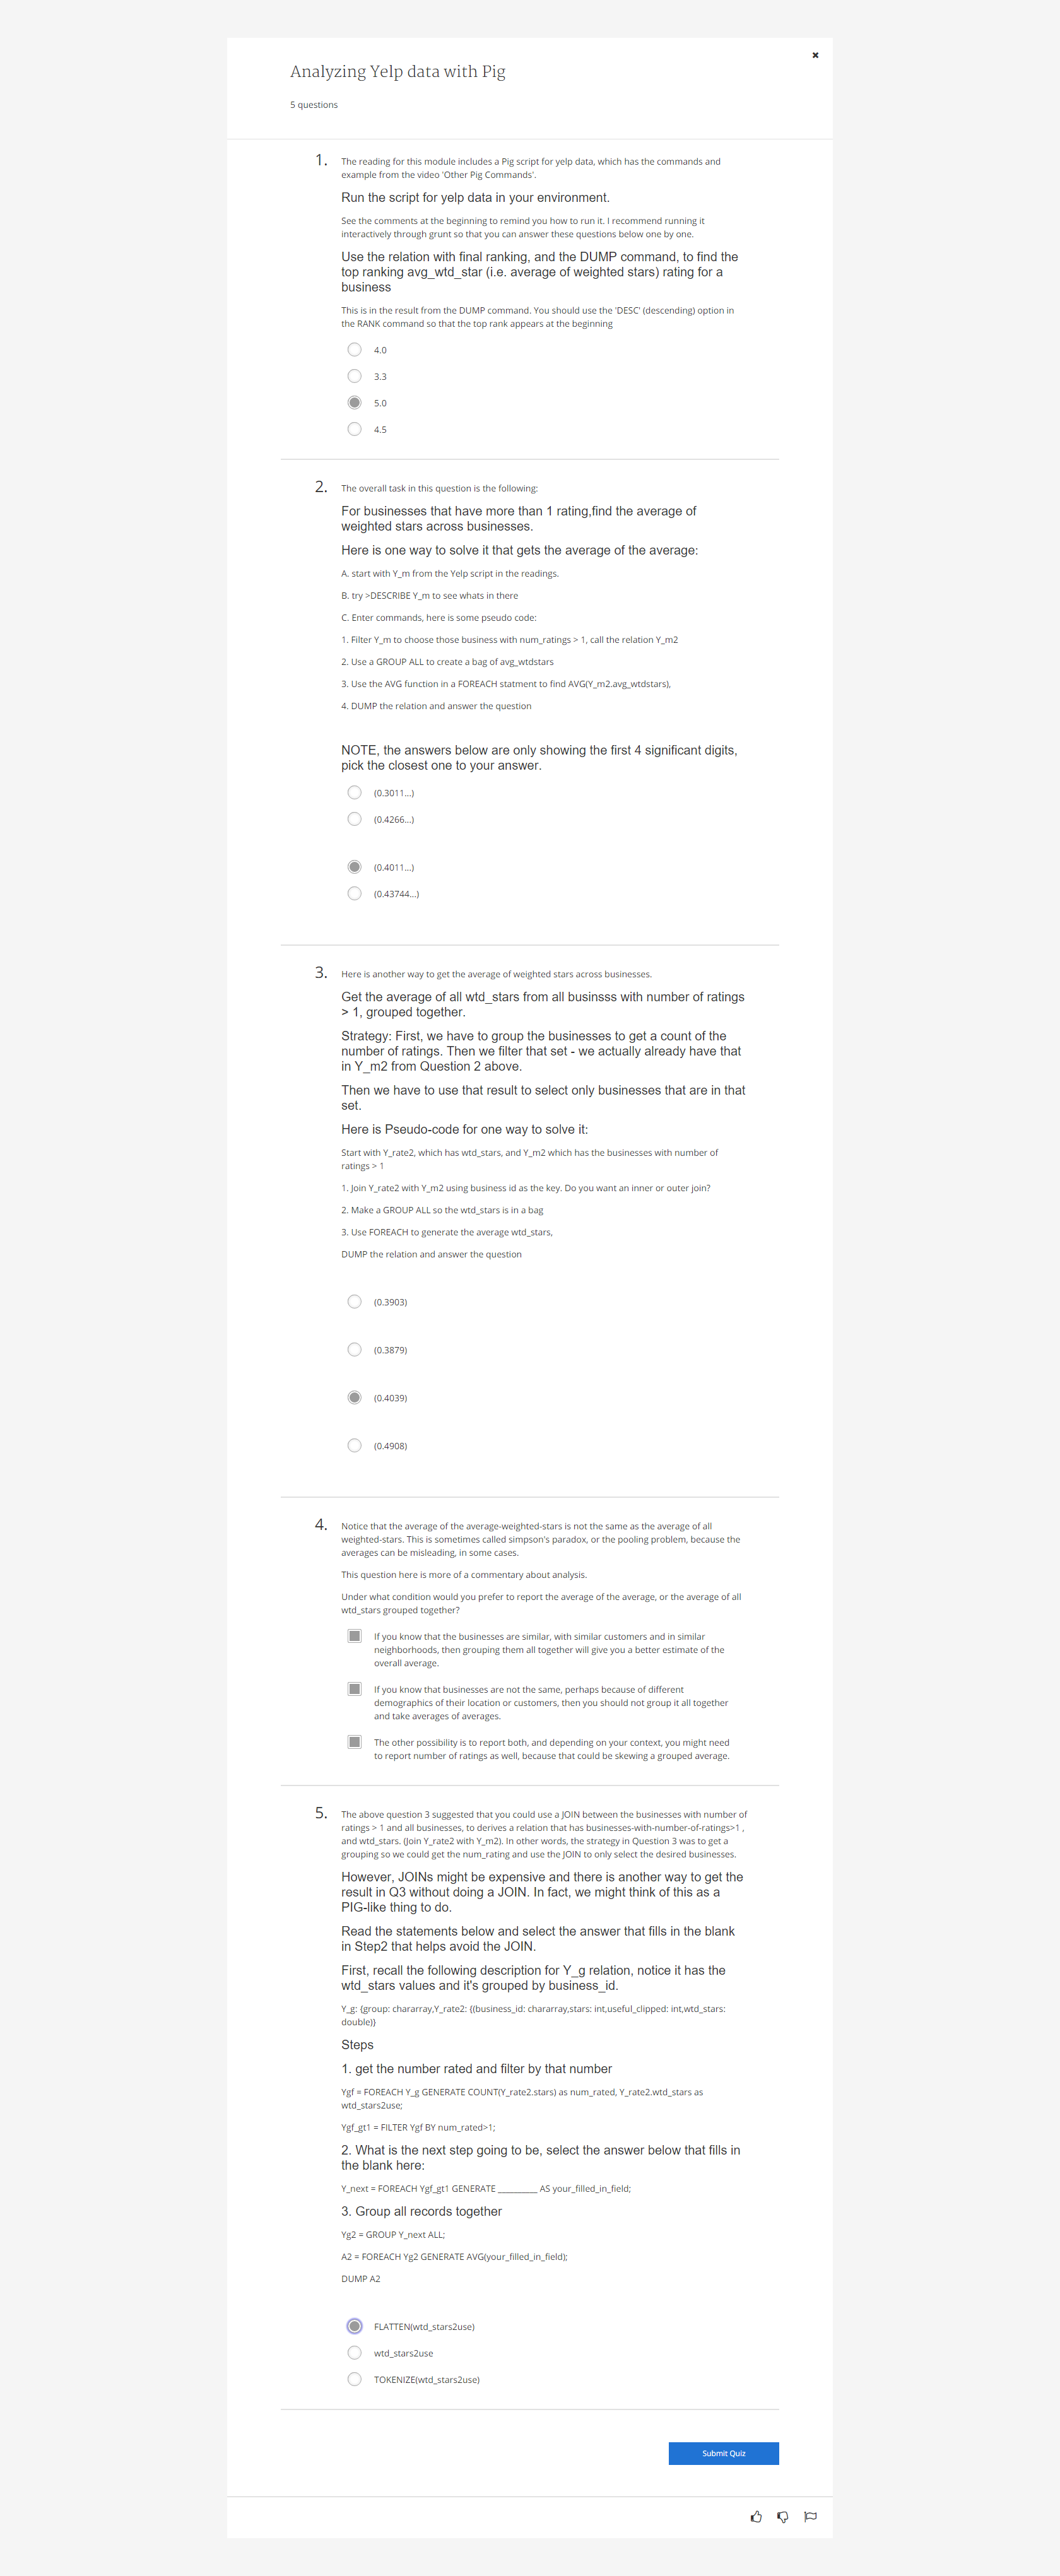 Analyzing Yelp data with Pig
5 questions
1.
The reading for this module includes a Pig script for yelp data, which has the commands and
example from the video 'Other Pig Commands'.
Run the script for yelp data in your environment.
See the comments at the beginning to remind you how to run it. I recommend running it
interactively through grunt so that you can answer these questions below one by one.
Use the relation with final ranking, and the DUMP command, to find the
top ranking avg_wtd_star (i.e. average of weighted stars) rating for a
business
This is in the result from the DUMP command. You should use the 'DESC' (descending) option in
the RANK command so that the top rank appears at the beginning
4.0
3.3
5.0
4.5
2.
The overall task in this question is the following:
For businesses that have more than 1 rating,find the average of
weighted stars across businesses.
Here is one way to solve it that gets the average of the average:
A. start with Y_m from the Yelp script in the readings.
B. try >DESCRIBE Y_m to see whats in there
C. Enter commands, here is some pseudo code:
1. Filter Y_m to choose those business with num_ratings > 1, call the relation Y_m2
2. Use a GROUP ALL to create a bag of avg_wtdstars
3. Use the AVG function in a FOREACH statment to find AVG(Y_m2.avg_wtdstars),
4. DUMP the relation and answer the question
NOTE, the answers below are only showing the first 4 significant digits,
pick the closest one to your answer.
(0.3011...)
(0.4266...)
(0.4011...)
(0.43744...)
3.
Here is another way to get the average of weighted stars across businesses.
Get the average of all wtd_stars from all businsss with number of ratings
> 1, grouped together.
Strategy: First, we have to group the businesses to get a count of the
number of ratings. Then we filter that set - we actually already have that
in Y_m2 from Question 2 above.
Then we have to use that result to select only businesses that are in that
set.
Here is Pseudo-code for one way to solve it:
Start with Y_rate2, which has wtd_stars, and Y_m2 which has the businesses with number of
ratings > 1
1. Join Y_rate2 with Y_m2 using business id as the key. Do you want an inner or outer join?
2. Make a GROUP ALL so the wtd_stars is in a bag
3. Use FOREACH to generate the average wtd_stars,
DUMP the relation and answer the question
(0.3903)
(0.3879)
(0.4039)
(0.4908)
4.
Notice that the average of the average-weighted-stars is not the same as the average of all
weighted-stars. This is sometimes called simpson's paradox, or the pooling problem, because the
averages can be misleading, in some cases.
This question here is more of a commentary about analysis.
Under what condition would you prefer to report the average of the average, or the average of all
wtd_stars grouped together?
If you know that the businesses are similar, with similar customers and in similar
neighborhoods, then grouping them all together will give you a better estimate of the
overall average.
If you know that businesses are not the same, perhaps because of different
demographics of their location or customers, then you should not group it all together
and take averages of averages.
The other possibility is to report both, and depending on your context, you might need
to report number of ratings as well, because that could be skewing a grouped average.
5.
The above question 3 suggested that you could use a JOIN between the businesses with number of
ratings > 1 and all businesses, to derives a relation that has businesses-with-number-of-ratings>1 ,
and wtd_stars. (Join Y_rate2 with Y_m2). In other words, the strategy in Question 3 was to get a
grouping so we could get the num_rating and use the JOIN to only select the desired businesses.
However, JOINs might be expensive and there is another way to get the
result in Q3 without doing a JOIN. In fact, we might think of this as a
PIG-like thing to do.
Read the statements below and select the answer that fills in the blank
in Step2 that helps avoid the JOIN.
First, recall the following description for Y_g relation, notice it has the
wtd_stars values and it's grouped by business_id.
Y_g: {group: chararray,Y_rate2: {(business_id: chararray,stars: int,useful_clipped: int,wtd_stars:
double)}
Steps
1. get the number rated and filter by that number
Ygf = FOREACH Y_g GENERATE COUNT(Y_rate2.stars) as num_rated, Y_rate2.wtd_stars as
wtd_stars2use;
Ygf_gt1 = FILTER Ygf BY num_rated>1;
2. What is the next step going to be, select the answer below that fills in
the blank here:
Y_next = FOREACH Ygf_gt1 GENERATE _________ AS your_filled_in_field;
3. Group all records together
Yg2 = GROUP Y_next ALL;
A2 = FOREACH Yg2 GENERATE AVG(your_filled_in_field);
DUMP A2
FLATTEN(wtd_stars2use)
wtd_stars2use
TOKENIZE(wtd_stars2use)
Submit Quiz